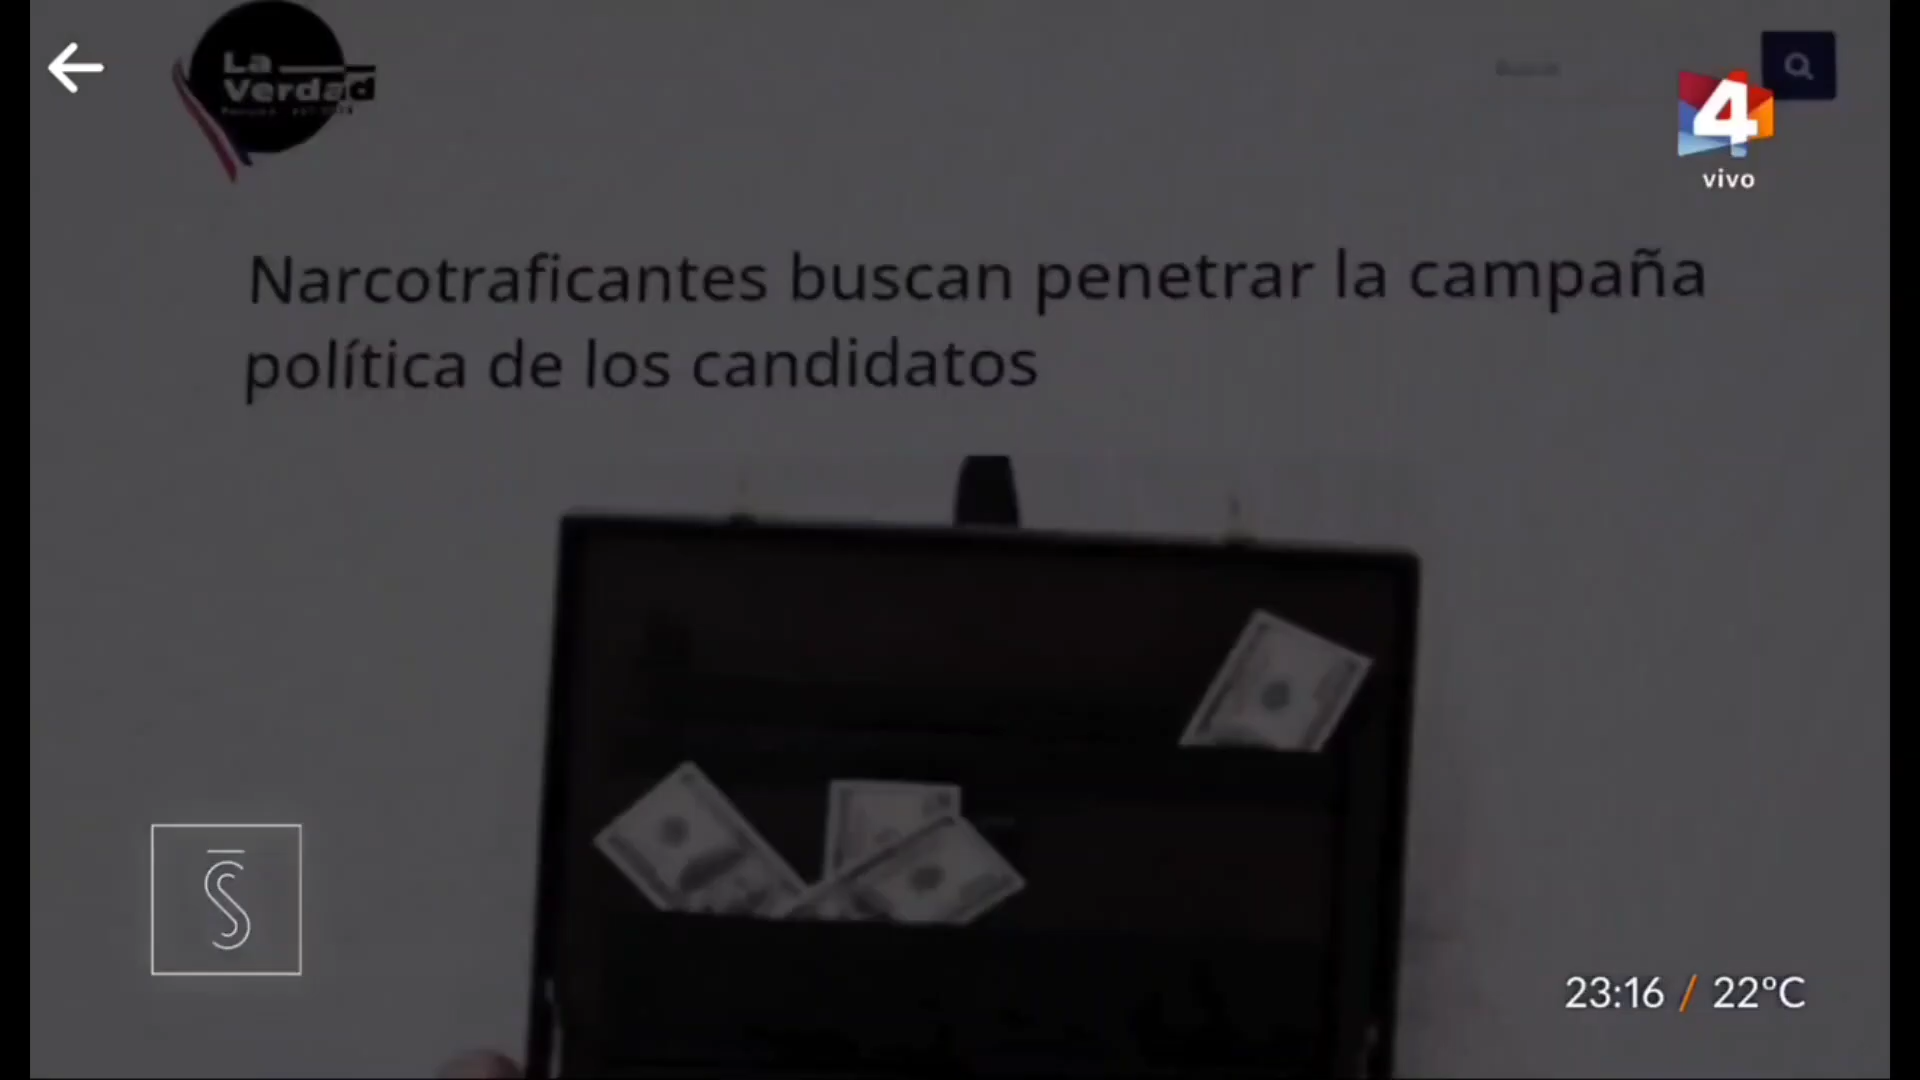 La
Verdad
4
vivo
Narcotraficantes buscan penetrar la campaña
política de los candidatos
S
23:16 / 22°C